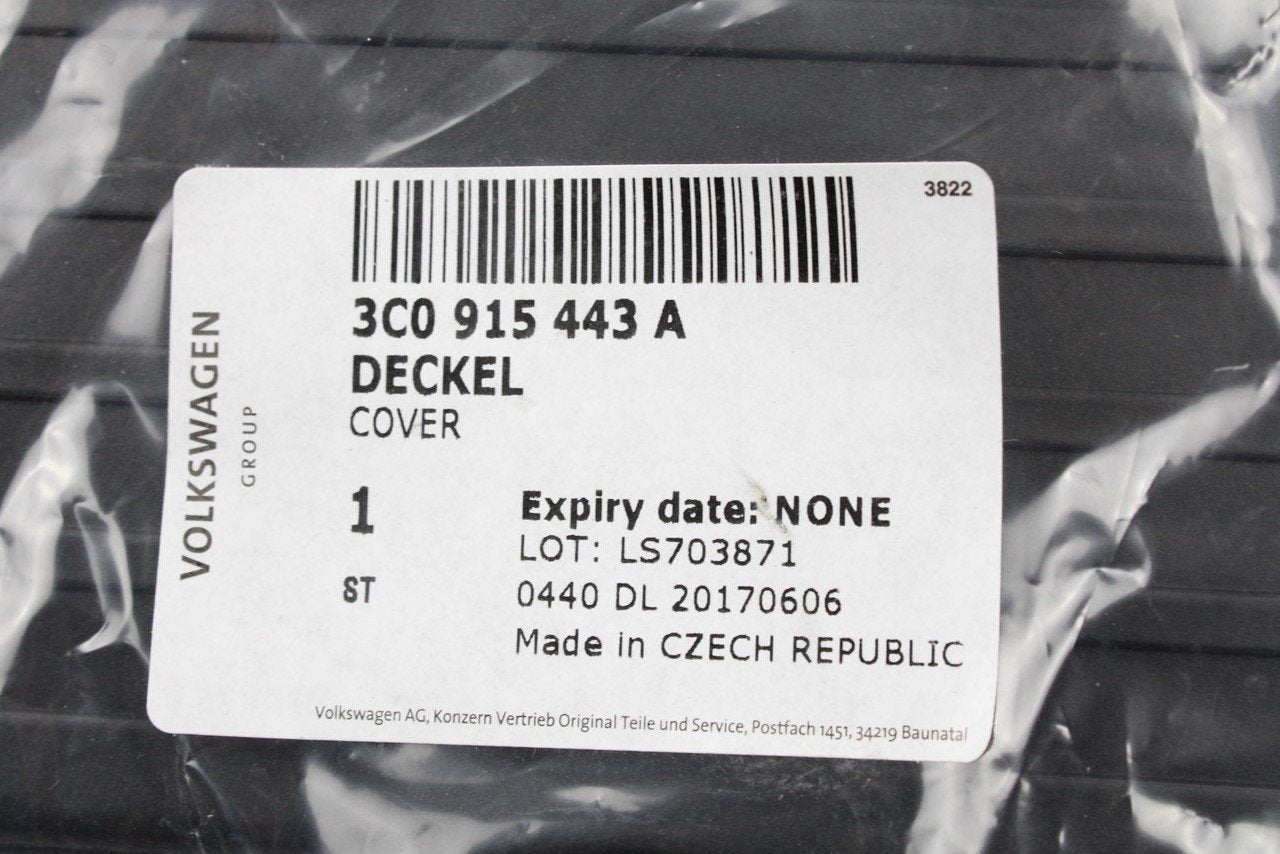 3822
VOLKSWAGEN
GROUP
3C0 915 443 A
DECKEL
COVER
1
ST
Expiry date: NONE
LOT: LS703871
0440 DL 20170606
Made in CZECH REPUBLIC
Volkswagen AG, Konzern Vertrieb Original Teile und Service, Postfach 1451, 34219 Baunatal